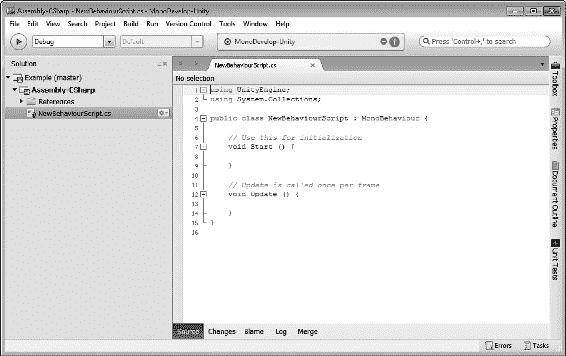 Assembly-CSharp - NewBehaviourScript.cs - MonoDevelop-Unity
File Edit View Search Project Build Run Version Control Tools Window Help
Debug Default MonoDevelop-Unity Press 'Control+,' to search
Solution
Example (master)
Assembly-CSharp
References
NewBehaviourScript.cs
NewBehaviourScript.cs
No selection
1 using UnityEngine;
2 using System.Collections;
3
4 public class NewBehaviourScript : MonoBehaviour {
5
6 // Use this for initialization
7 void Start () {
8
9 }
10
11 // Update is called once per frame
12 void Update () {
13
14 }
15 }
16
Toolbox
Properties
Document Outline
Unit Tests
Source Changes Blame Log Merge
Errors Tasks